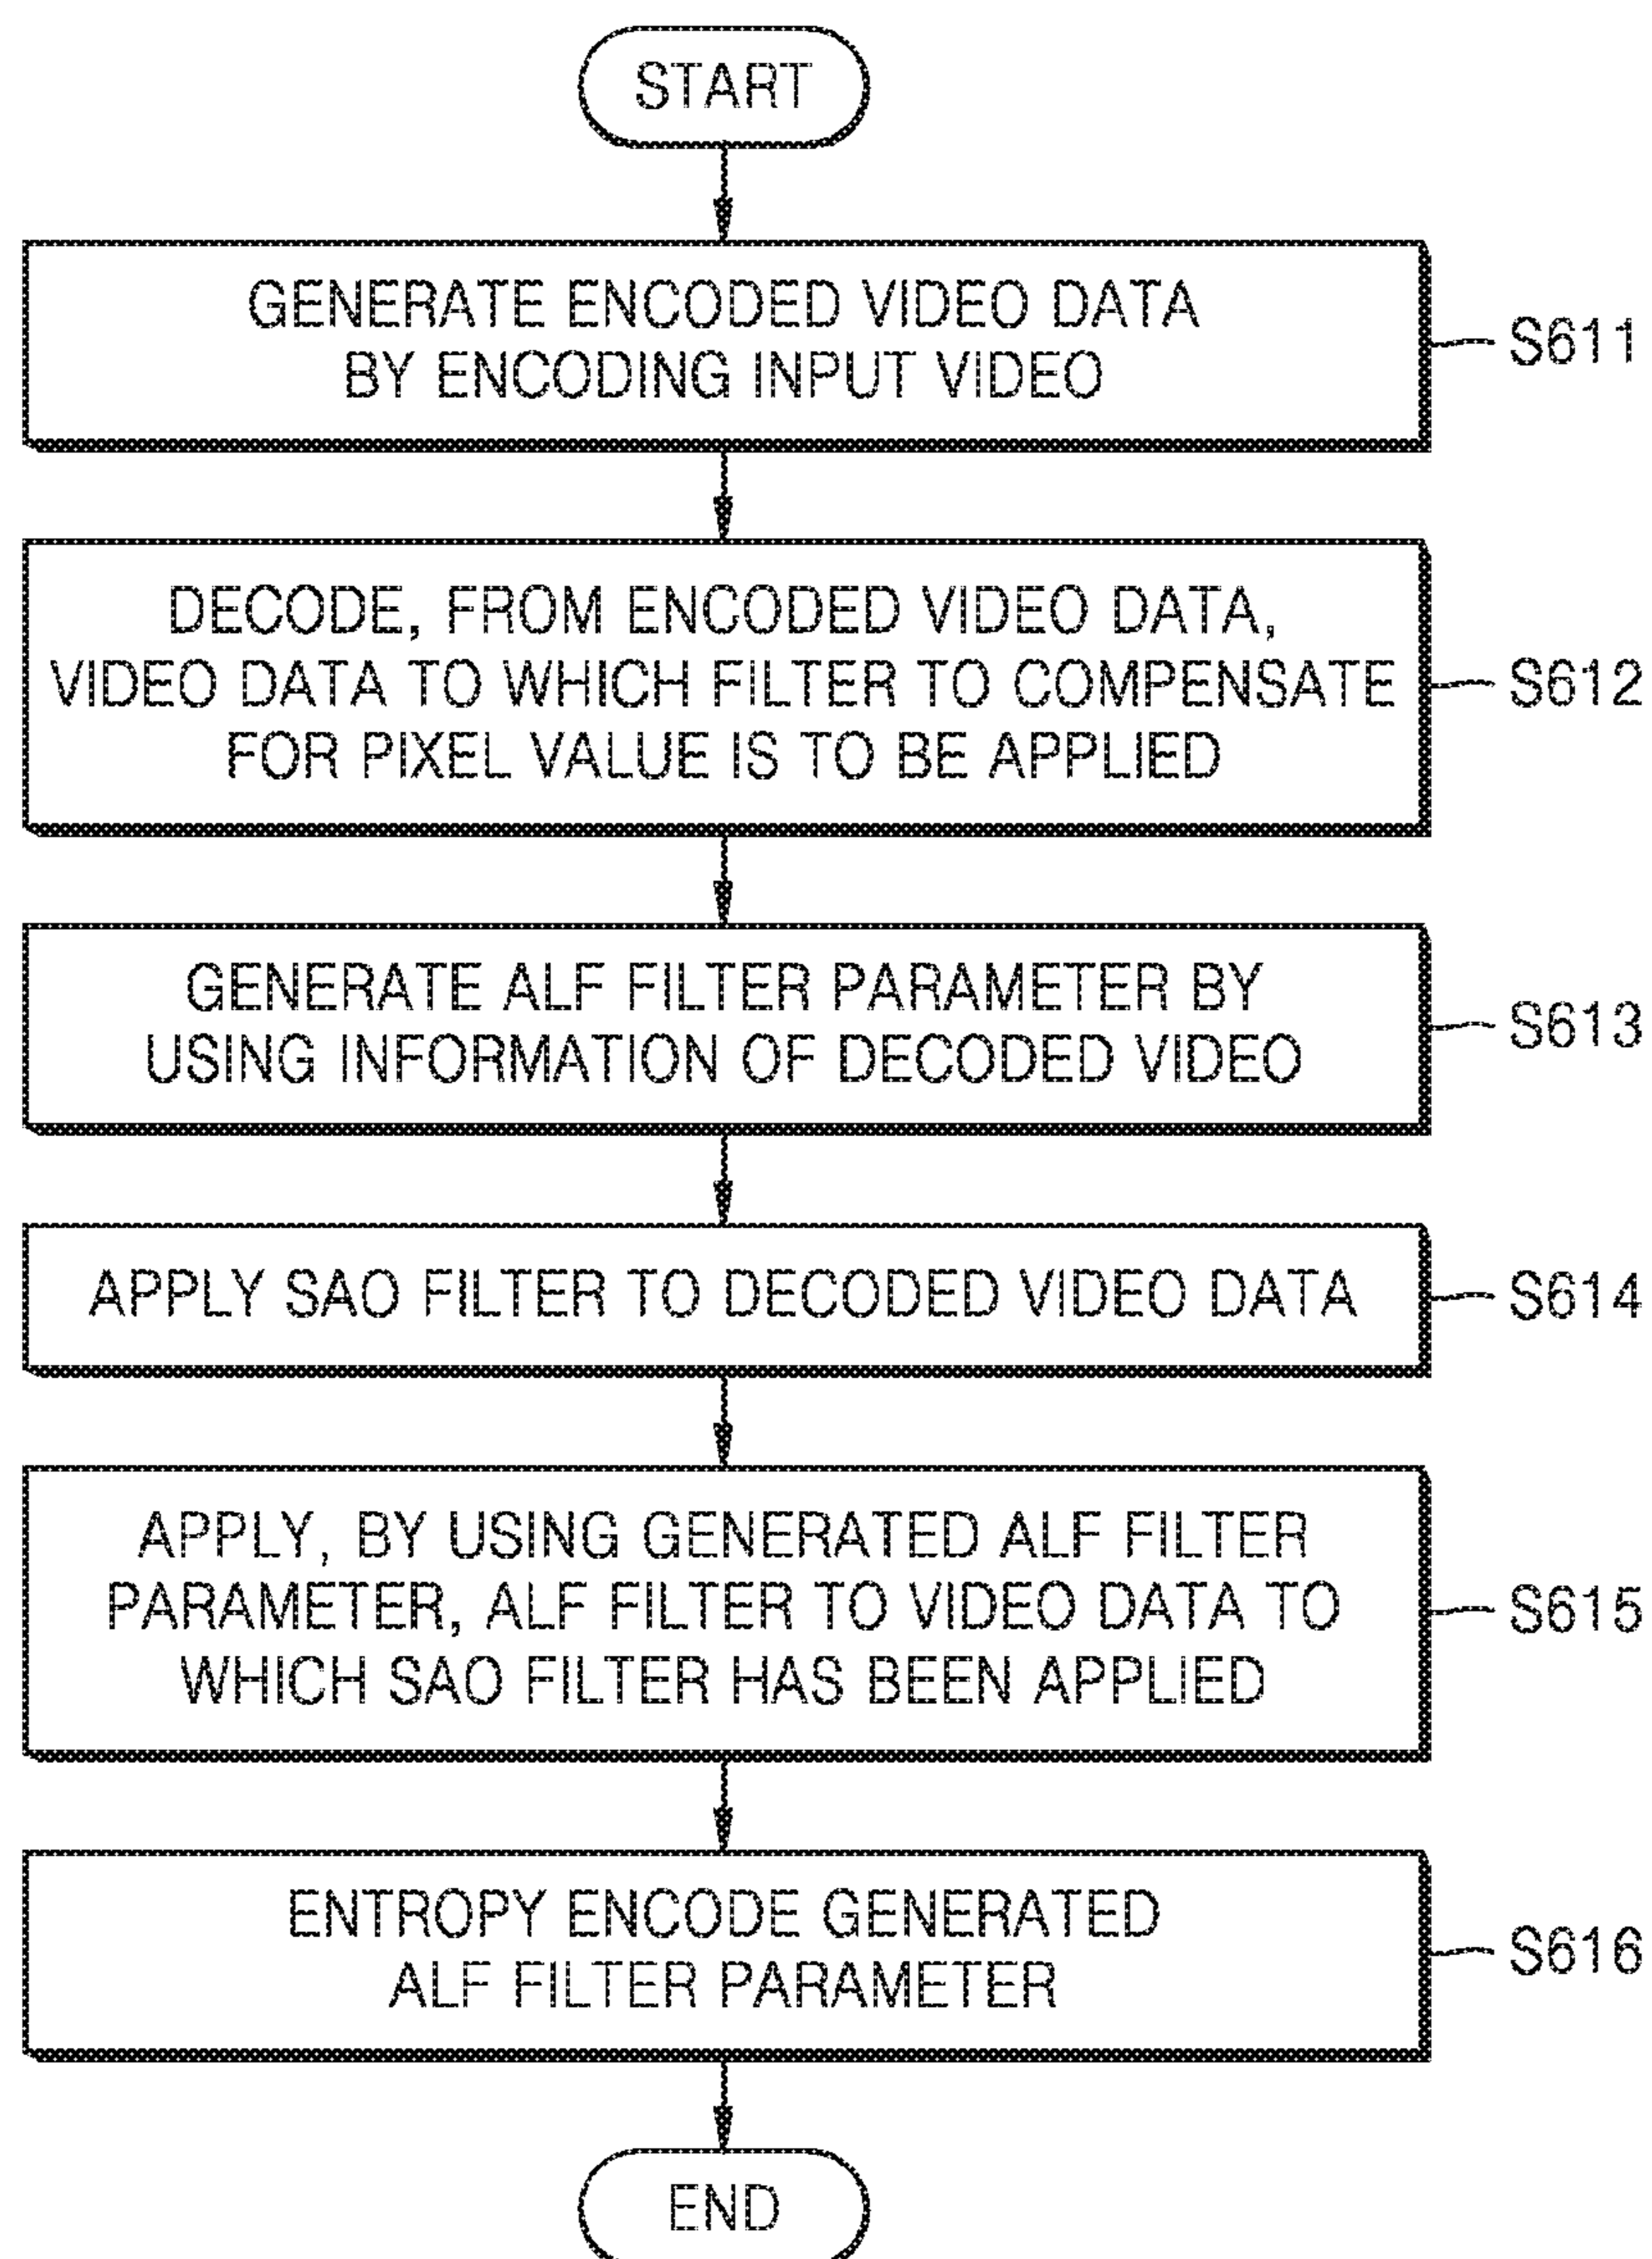 START
GENERATE ENCODED VIDEO DATA
BY ENCODING INPUT VIDEO
S611
DECODE, FROM ENCODED VIDEO DATA,
VIDEO DATA TO WHICH FILTER TO COMPENSATE
FOR PIXEL VALUE IS TO BE APPLIED
S612
GENERATE ALF FILTER PARAMETER BY
USING INFORMATION OF DECODED VIDEO
S613
APPLY SAO FILTER TO DECODED VIDEO DATA
S614
APPLY, BY USING GENERATED ALF FILTER
PARAMETER, ALF FILTER TO VIDEO DATA TO
WHICH SAO FILTER HAS BEEN APPLIED
S615
ENTROPY ENCODE GENERATED
ALF FILTER PARAMETER
S616
END